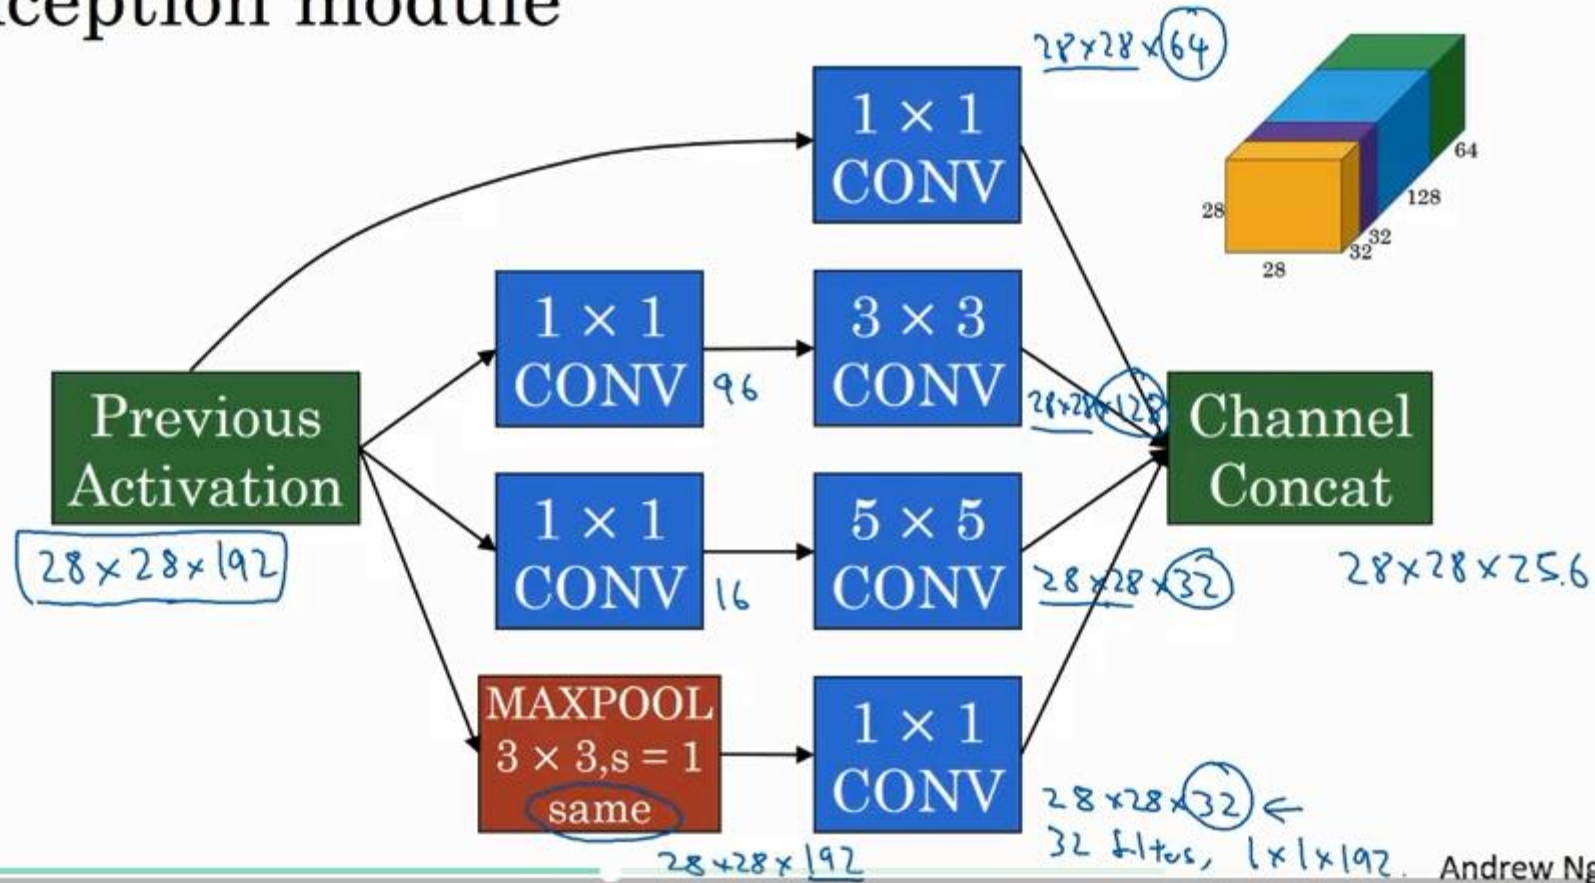 ception module
28×28×64
1 × 1
CONV
64
128
32
32
28
28
1 × 1
CONV
96
3 × 3
CONV
28×28×128
Previous
Activation
28×28×192
Channel
Concat
28×28×256
1 × 1
CONV
16
5 × 5
CONV
28×28×32
MAXPOOL
3 × 3,s = 1
same
28×28×192
1 × 1
CONV
28×28×32 ←
32 filters, 1×1×192.
Andrew Ng